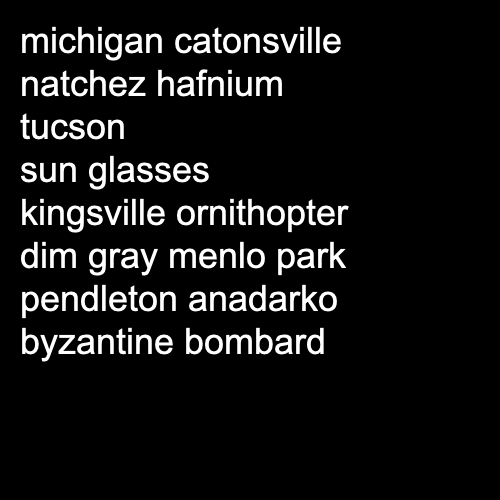 michigan catonsville
natchez hafnium
tucson
sun glasses
kingsville ornithopter
dim gray menlo park
pendleton anadarko
byzantine bombard